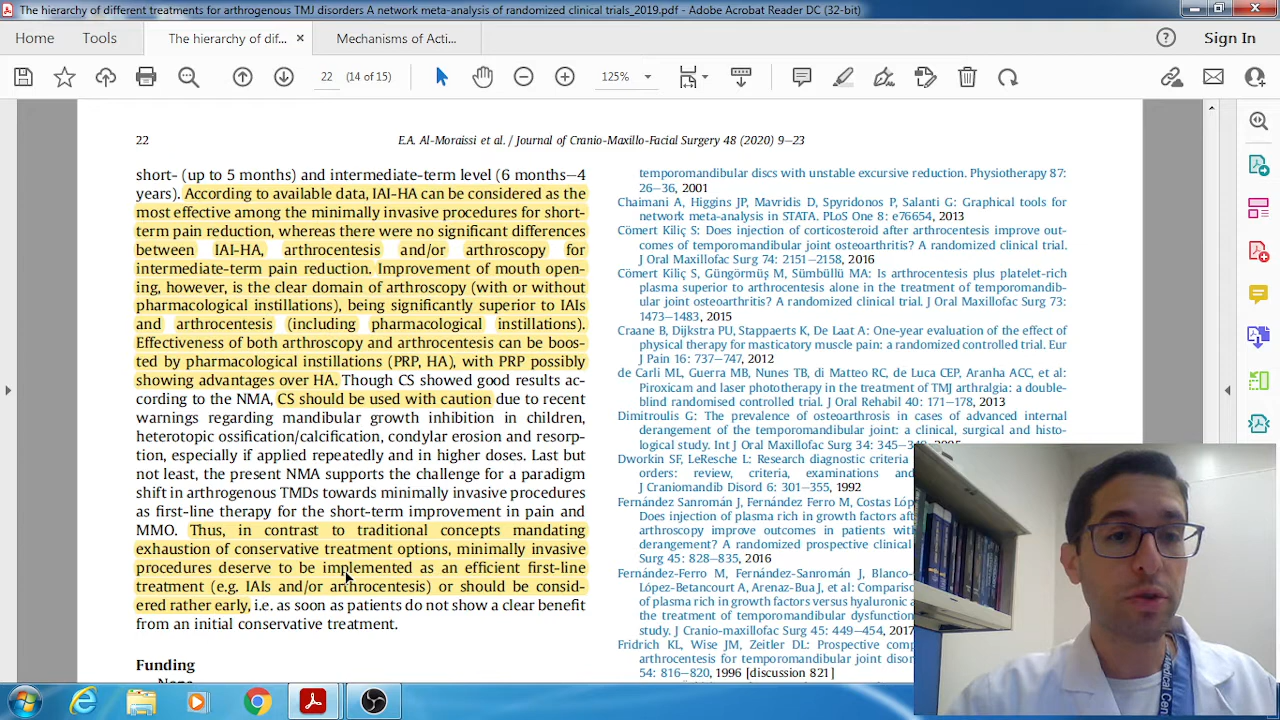 The hierarchy of different treatments for arthrogenous TMJ disorders A network meta-analysis of randomized clinical trials_2019.pdf - Adobe Acrobat Reader DC (32-bit)
Home
Tools
The hierarchy of dif...
Mechanisms of Acti...
Sign In
22
(14 of 15)
125%
22
E.A. Al-Moraissi et al. / Journal of Cranio-Maxillo-Facial Surgery 48 (2020) 9–23
short- (up to 5 months) and intermediate-term level (6 months–4
years). According to available data, IAI-HA can be considered as the
most effective among the minimally invasive procedures for short-
term pain reduction, whereas there were no significant differences
between IAI-HA, arthrocentesis and/or arthroscopy for
intermediate-term pain reduction. Improvement of mouth open-
ing, however, is the clear domain of arthroscopy (with or without
pharmacological instillations), being significantly superior to IAIs
and arthrocentesis (including pharmacological instillations).
Effectiveness of both arthroscopy and arthrocentesis can be boos-
ted by pharmacological instillations (PRP, HA), with PRP possibly
showing advantages over HA. Though CS showed good results ac-
cording to the NMA, CS should be used with caution due to recent
warnings regarding mandibular growth inhibition in children,
heterotopic ossification/calcification, condylar erosion and resorp-
tion, especially if applied repeatedly and in higher doses. Last but
not least, the present NMA supports the challenge for a paradigm
shift in arthrogenous TMDs towards minimally invasive procedures
as first-line therapy for the short-term improvement in pain and
MMO. Thus, in contrast to traditional concepts mandating
exhaustion of conservative treatment options, minimally invasive
procedures deserve to be implemented as an efficient first-line
treatment (e.g. IAIs and/or arthrocentesis) or should be consid-
ered rather early, i.e. as soon as patients do not show a clear benefit
from an initial conservative treatment.
Funding
None
temporomandibular discs with unstable excursive reduction. Physiotherapy 87:
26–36, 2001
Chaimani A, Higgins JP, Mavridis D, Spyridonos P, Salanti G: Graphical tools for
network meta-analysis in STATA. PLoS One 8: e76654, 2013
Cömert Kiliç S: Does injection of corticosteroid after arthrocentesis improve out-
comes of temporomandibular joint osteoarthritis? A randomized clinical trial.
J Oral Maxillofac Surg 74: 2151–2158, 2016
Cömert Kiliç S, Güngörmüş M, Sümbüllü MA: Is arthrocentesis plus platelet-rich
plasma superior to arthrocentesis alone in the treatment of temporomandib-
ular joint osteoarthritis? A randomized clinical trial. J Oral Maxillofac Surg 73:
1473–1483, 2015
Craane B, Dijkstra PU, Stappaerts K, De Laat A: One-year evaluation of the effect of
physical therapy for masticatory muscle pain: a randomized controlled trial. Eur
J Pain 16: 737–747, 2012
de Carli ML, Guerra MB, Nunes TB, di Matteo RC, de Luca CEP, Aranha ACC, et al:
Piroxicam and laser phototherapy in the treatment of TMJ arthralgia: a double-
blind randomised controlled trial. J Oral Rehabil 40: 171–178, 2013
Dimitroulis G: The prevalence of osteoarthrosis in cases of advanced internal
derangement of the temporomandibular joint: a clinical, surgical and histo-
logical study. Int J Oral Maxillofac Surg 34: 345–
Dworkin SF, LeResche L: Research diagnostic criteria
orders: review, criteria, examinations and
J Craniomandib Disord 6: 301–355, 1992
Fernández Sanromán J, Fernández Ferro M, Costas
Does injection of plasma rich in growth factors
arthroscopy improve outcomes in patients with
derangement? A randomized prospective clinical
Surg 45: 828–835, 2016
Fernández-Ferro M, Fernández-Sanromán J, Blanco-
López-Betancourt A, Arenaz-Bua J, et al:
of plasma rich in growth factors versus hyaluronic
the treatment of temporomandibular
study. J Cranio-maxillofac Surg 45: 449–454,
Fridrich KL, Wise JM, Zeitler DL: Prospective
arthrocentesis for temporomandibular joint
54: 816–820, 1996 [discussion 821]
Medical